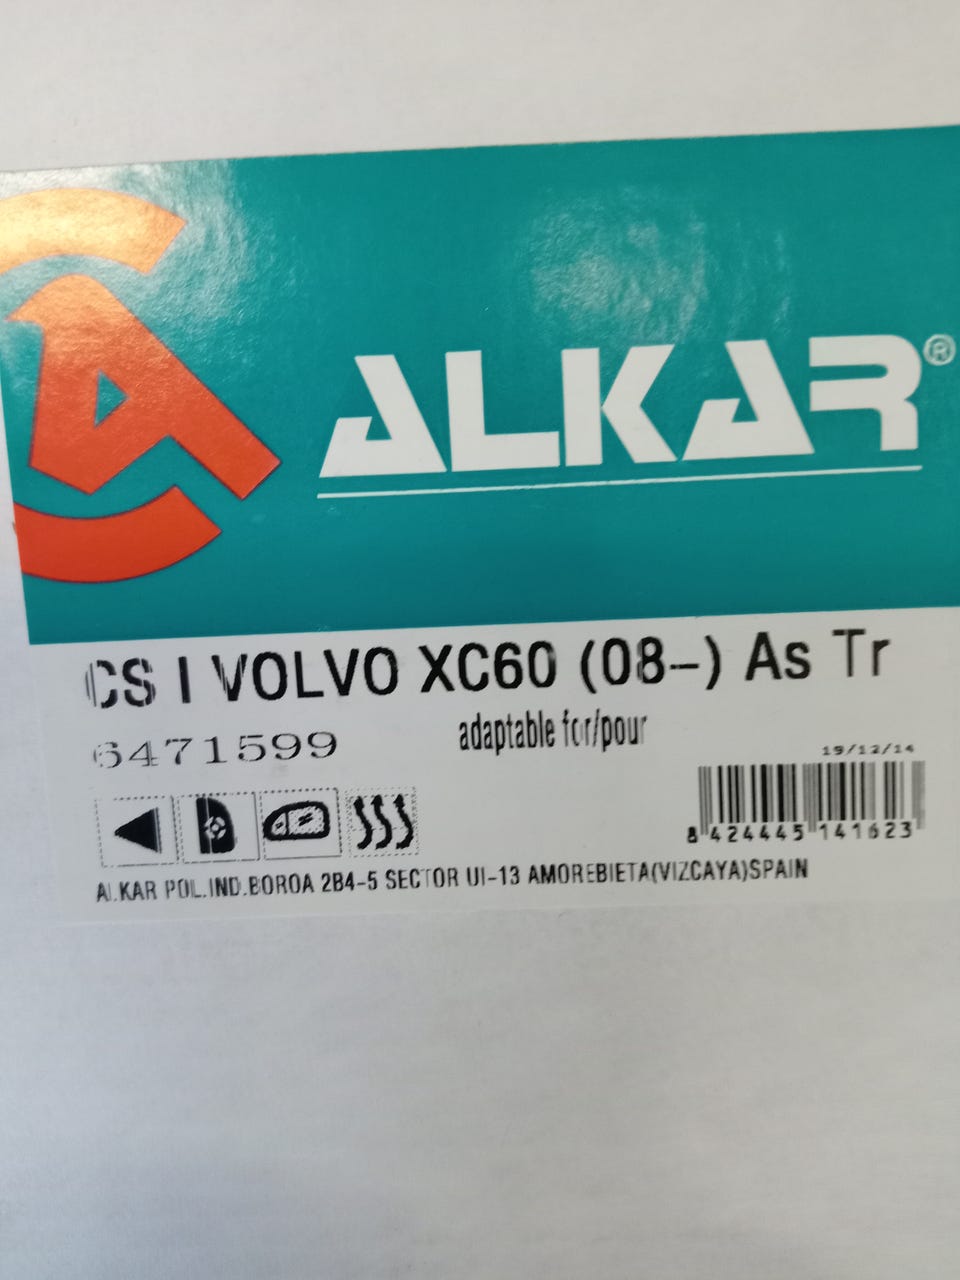 ALKAR®
CS I VOLVO XC60 (08-) As Tr
6471599
adaptable for/pour
19/12/14
8 424445 141623
ALKAR POL.IND.BOROA 2B4-5 SECTOR UI-13 AMOREBIETA(VIZCAYA)SPAIN